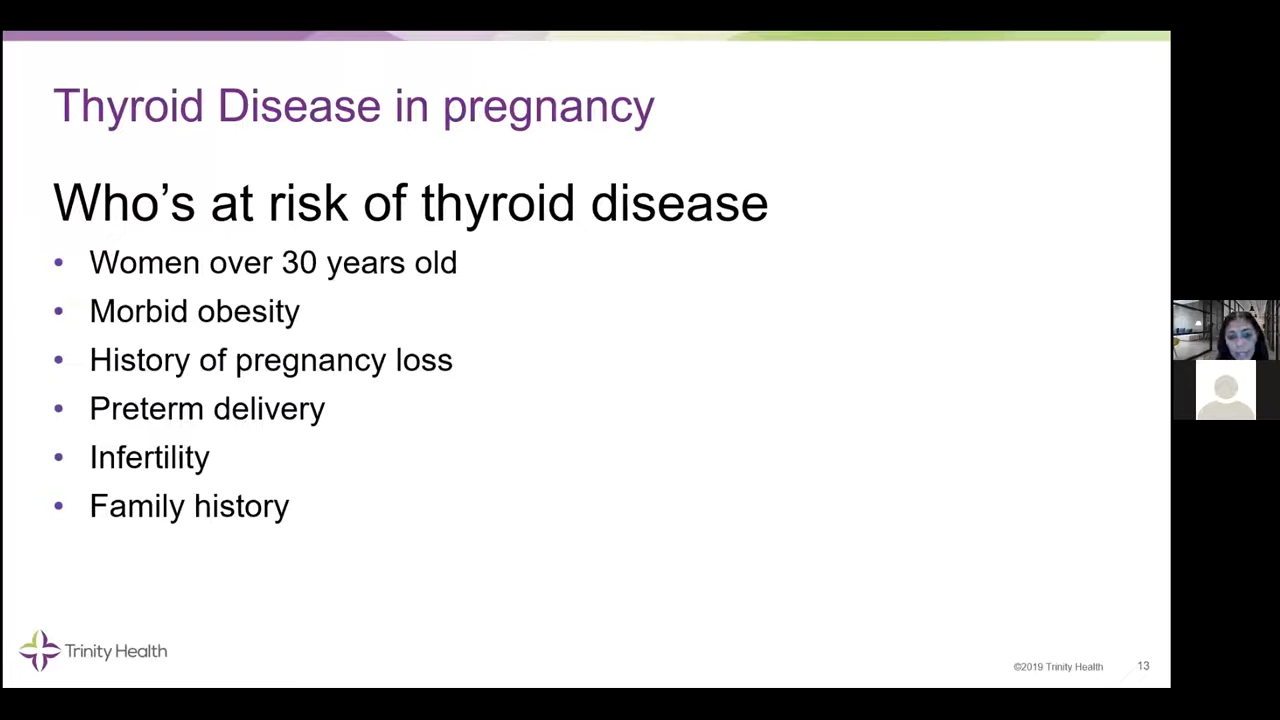 Thyroid Disease in pregnancy
Who's at risk of thyroid disease
• Women over 30 years old
• Morbid obesity
• History of pregnancy loss
• Preterm delivery
• Infertility
• Family history
Trinity Health
©2019 Trinity Health
13